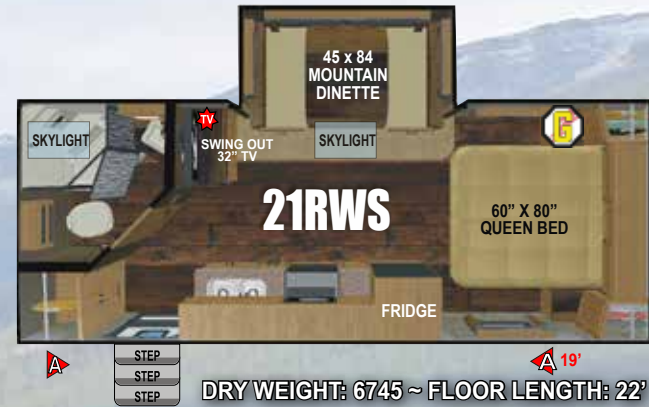 45 x 84
MOUNTAIN
DINETTE
TV
SKYLIGHT
SWING OUT
32” TV
SKYLIGHT
G
21RWS
60” X 80”
QUEEN BED
FRIDGE
A
STEP
STEP
STEP
A 19’
DRY WEIGHT: 6745 ~ FLOOR LENGTH: 22’